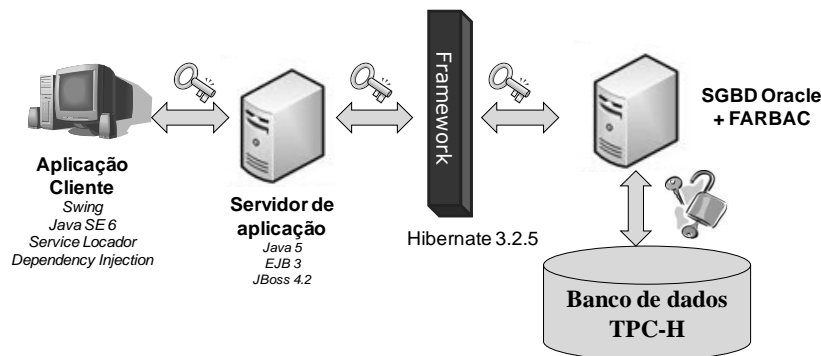 Framework
SGBD Oracle
+ FARBAC
Aplicação
Cliente
Swing
Java SE 6
Service Locador
Dependency Injection
Servidor de
aplicação
Java 5
EJB 3
JBoss 4.2
Hibernate 3.2.5
Banco de dados
TPC-H